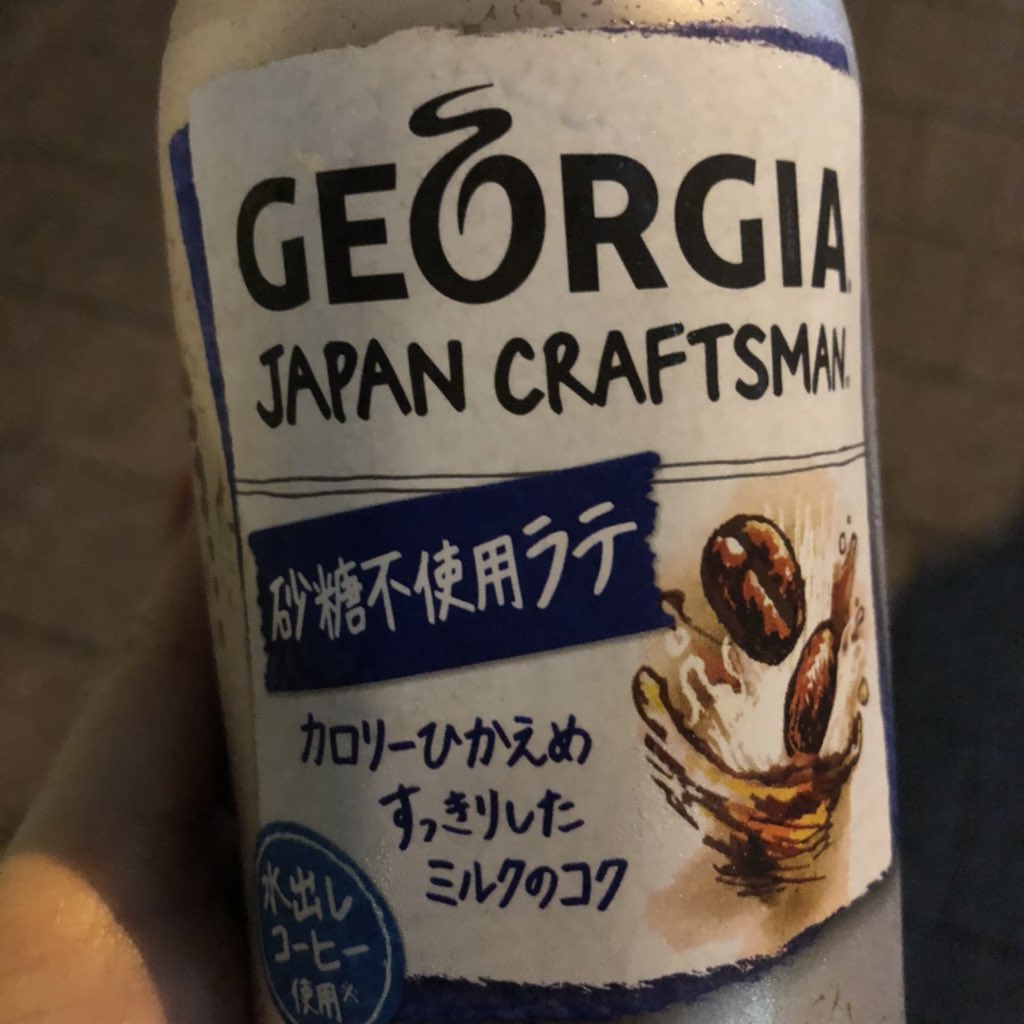 GEORGIA
JAPAN CRAFTSMAN
砂糖不使用ラテ
カロリーひかえめ
すっきりした
ミルクのコク
水出し
コーヒー
使用※